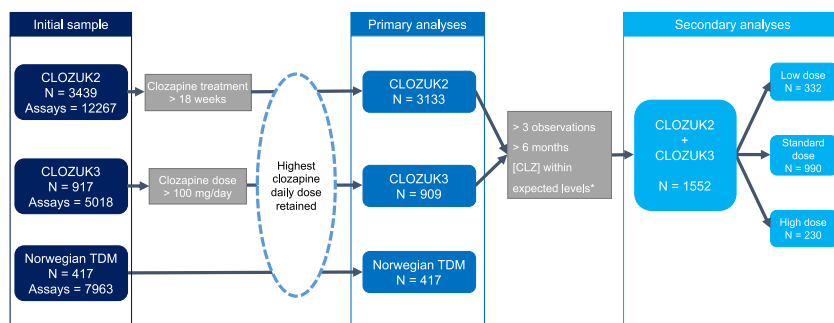 Initial sample
Primary analyses
Secondary analyses
CLOZUK2
N = 3439
Assays = 12267
Clozapine treatment
> 18 weeks
CLOZUK2
N = 3133
Low dose
N = 332
CLOZUK3
N = 917
Assays = 5018
Clozapine dose
> 100 mg/day
Highest
clozapine
daily dose
retained
CLOZUK3
N = 909
> 3 observations
> 6 months
[CLZ] within
expected levels*
CLOZUK2
+
CLOZUK3
N = 1552
Standard
dose
N = 990
High dose
N = 230
Norwegian TDM
N = 417
Assays = 7963
Norwegian TDM
N = 417